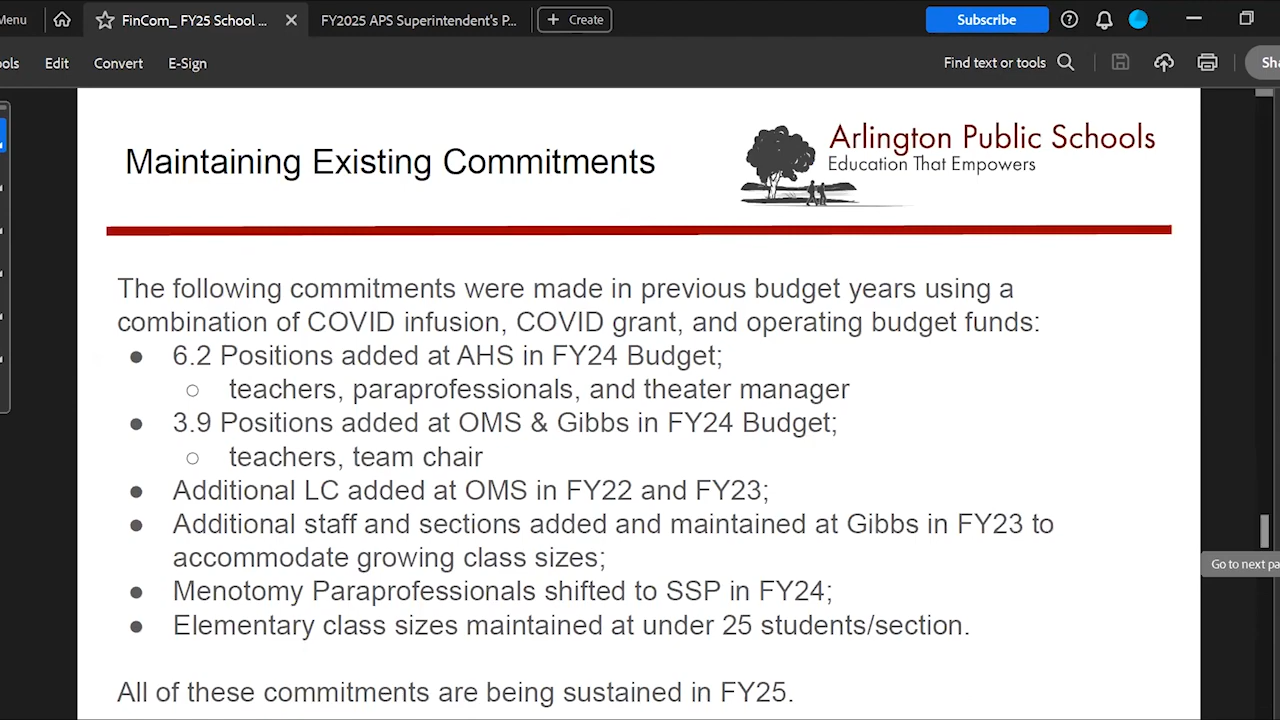 Menu
FinCom_ FY25 School ...
FY2025 APS Superintendent's P...
+ Create
Subscribe
Edit
Convert
E-Sign
Find text or tools
Maintaining Existing Commitments
Arlington Public Schools
Education That Empowers
The following commitments were made in previous budget years using a
combination of COVID infusion, COVID grant, and operating budget funds:
● 6.2 Positions added at AHS in FY24 Budget;
○ teachers, paraprofessionals, and theater manager
● 3.9 Positions added at OMS & Gibbs in FY24 Budget;
○ teachers, team chair
● Additional LC added at OMS in FY22 and FY23;
● Additional staff and sections added and maintained at Gibbs in FY23 to
accommodate growing class sizes;
● Menotomy Paraprofessionals shifted to SSP in FY24;
● Elementary class sizes maintained at under 25 students/section.
Go to next pa
All of these commitments are being sustained in FY25.